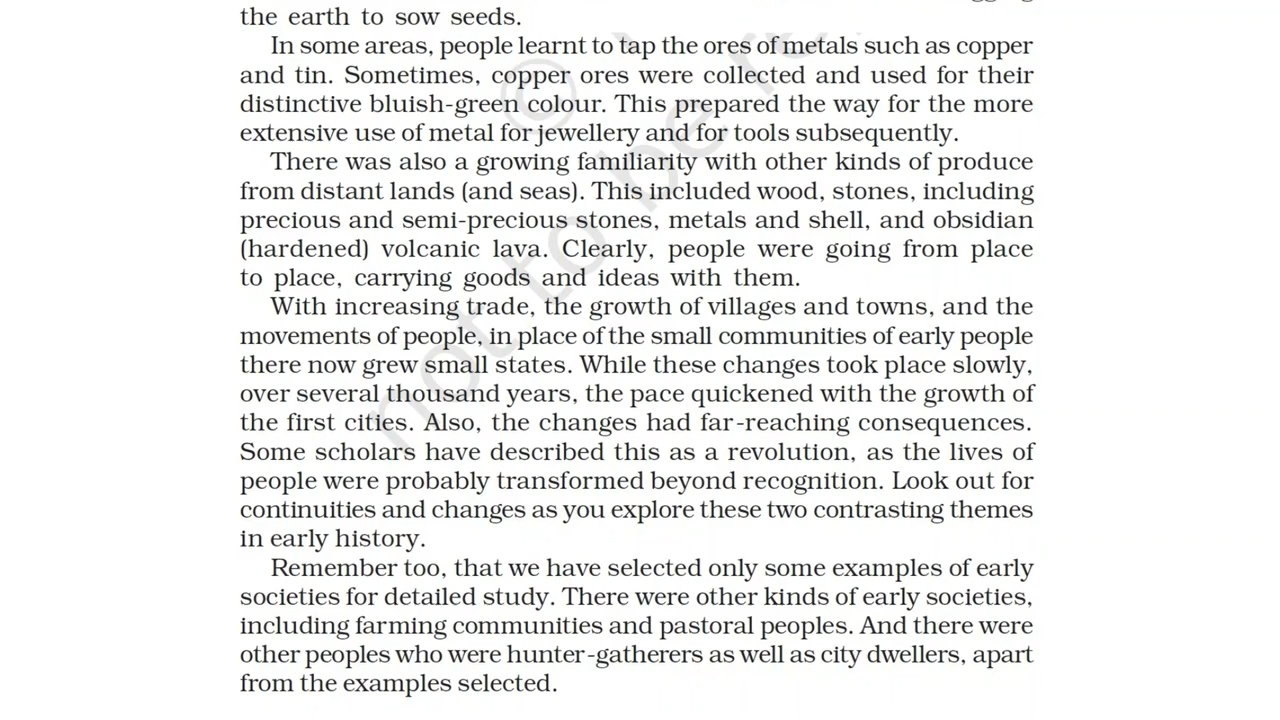 the earth to sow seeds.
In some areas, people learnt to tap the ores of metals such as copper
and tin. Sometimes, copper ores were collected and used for their
distinctive bluish-green colour. This prepared the way for the more
extensive use of metal for jewellery and for tools subsequently.
There was also a growing familiarity with other kinds of produce
from distant lands (and seas). This included wood, stones, including
precious and semi-precious stones, metals and shell, and obsidian
(hardened) volcanic lava. Clearly, people were going from place
to place, carrying goods and ideas with them.
With increasing trade, the growth of villages and towns, and the
movements of people, in place of the small communities of early people
there now grew small states. While these changes took place slowly,
over several thousand years, the pace quickened with the growth of
the first cities. Also, the changes had far-reaching consequences.
Some scholars have described this as a revolution, as the lives of
people were probably transformed beyond recognition. Look out for
continuities and changes as you explore these two contrasting themes
in early history.
Remember too, that we have selected only some examples of early
societies for detailed study. There were other kinds of early societies,
including farming communities and pastoral peoples. And there were
other peoples who were hunter-gatherers as well as city dwellers, apart
from the examples selected.
© not to be re